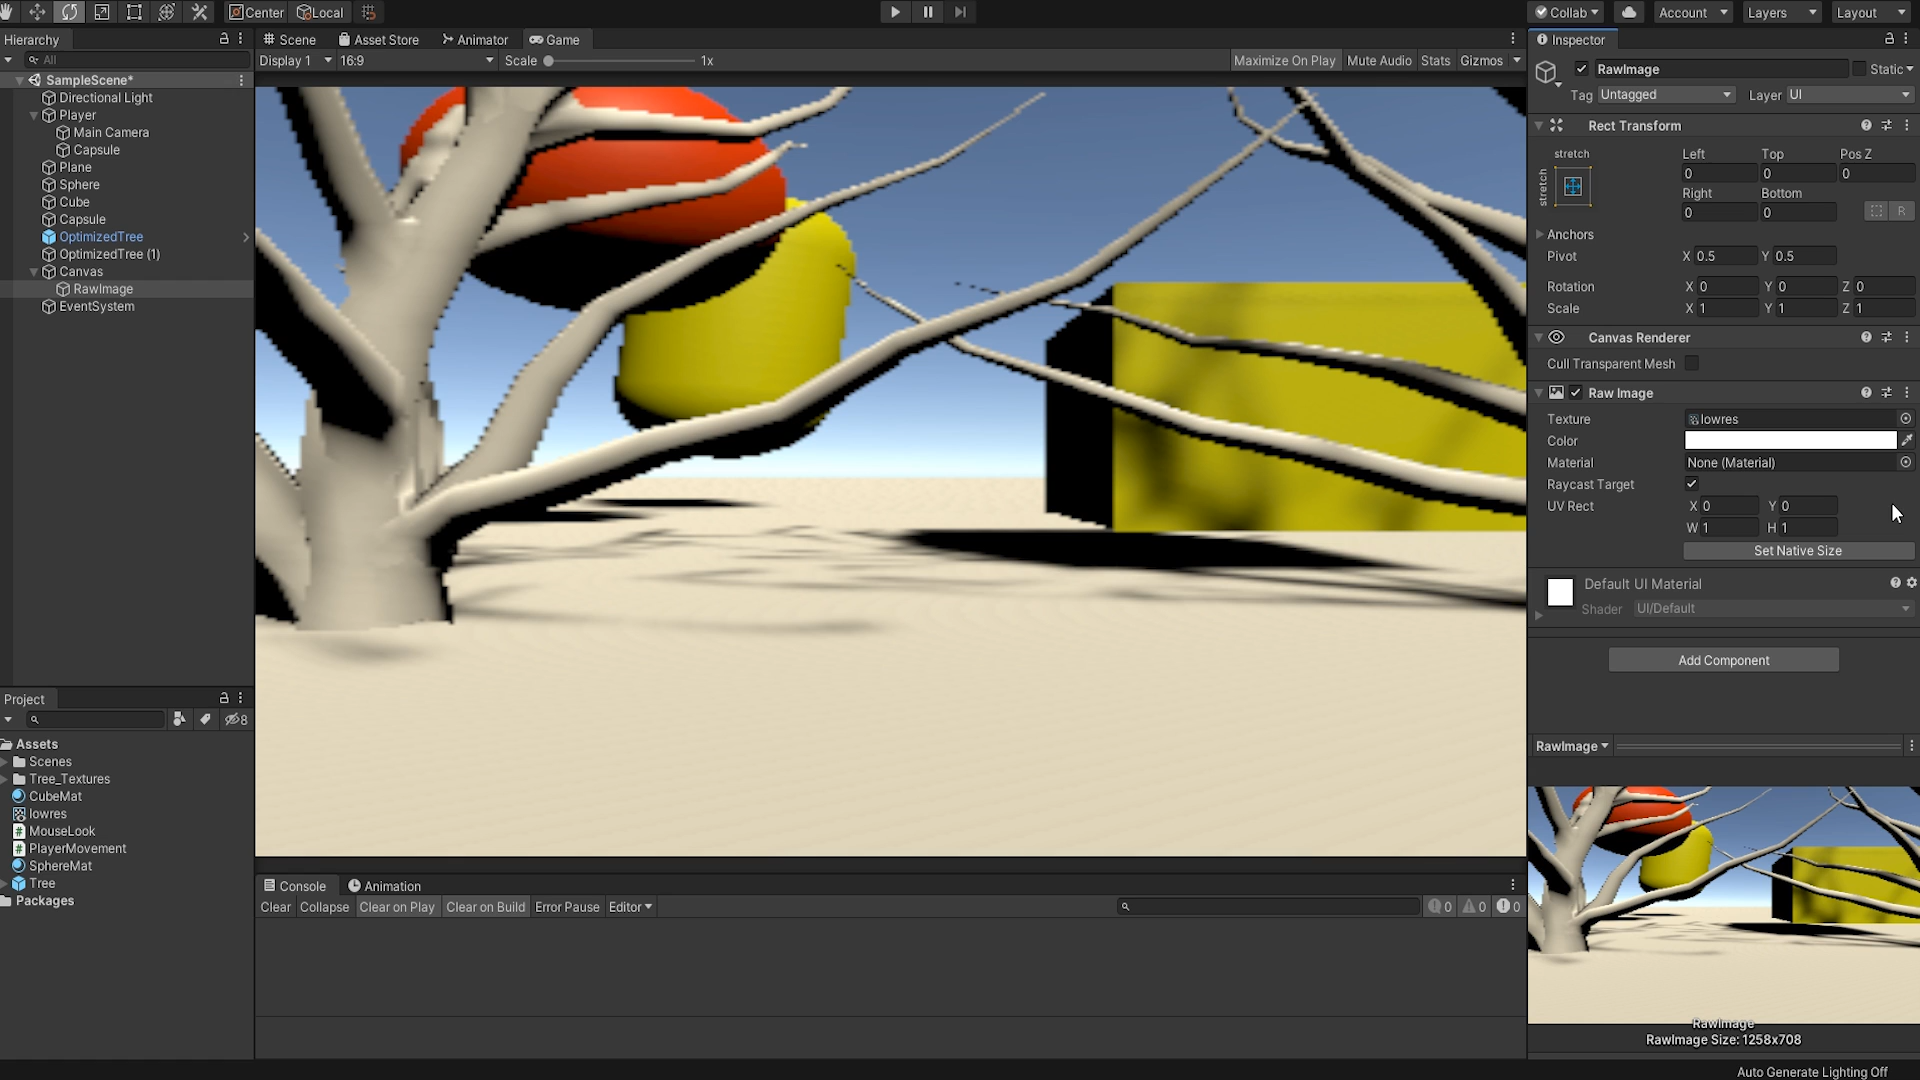 Center Local
Collab Account Layers Layout
Hierarchy
All
SampleScene*
Directional Light
Player
Main Camera
Capsule
Plane
Sphere
Cube
Capsule
OptimizedTree
OptimizedTree (1)
Canvas
RawImage
EventSystem
Scene Asset Store Animator Game
Display 1 16:9 Scale 1x Maximize On Play Mute Audio Stats Gizmos
Inspector
RawImage Static
Tag Untagged Layer UI
Rect Transform
stretch
stretch
Left Top Pos Z
0 0 0
Right Bottom
0 0 R
Anchors
Pivot X 0.5 Y 0.5
Rotation X 0 Y 0 Z 0
Scale X 1 Y 1 Z 1
Canvas Renderer
Cull Transparent Mesh
Raw Image
Texture lowres
Color
Material None (Material)
Raycast Target
UV Rect X 0 Y 0
W 1 H 1
Set Native Size
Default UI Material
Shader UI/Default
Add Component
RawImage
RawImage
RawImage Size: 1258x708
Project
8
Assets
Scenes
Tree_Textures
CubeMat
lowres
MouseLook
PlayerMovement
SphereMat
Tree
Packages
Console Animation
Clear Collapse Clear on Play Clear on Build Error Pause Editor 0 0 0
Auto Generate Lighting Off